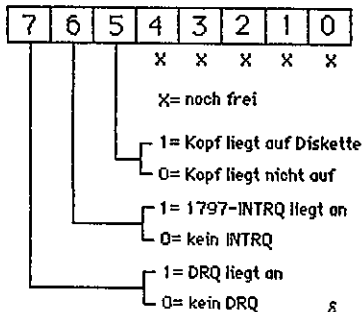 7 6 5 4 3 2 1 0
x x x x x
X= noch frei
1= Kopf liegt auf Diskette
0= Kopf liegt nicht auf
1= 1797-INTRQ liegt an
0= kein INTRQ
1= DRQ liegt an
0= kein DRQ